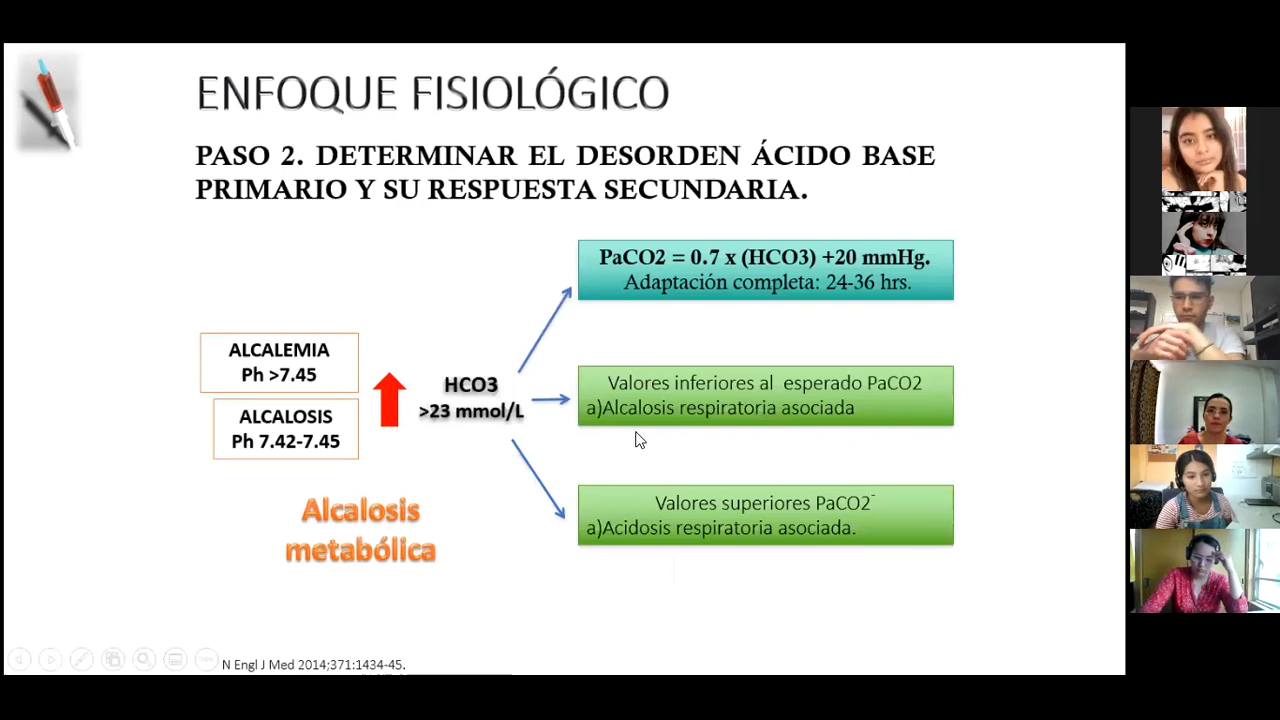 ENFOQUE FISIOLÓGICO
PASO 2. DETERMINAR EL DESORDEN ÁCIDO BASE
PRIMARIO Y SU RESPUESTA SECUNDARIA.
PaCO2 = 0.7 x (HCO3) +20 mmHg.
Adaptación completa: 24-36 hrs.
ALCALEMIA
Ph >7.45
ALCALOSIS
Ph 7.42-7.45
HCO3
>23 mmol/L
Valores inferiores al esperado PaCO2
a)Alcalosis respiratoria asociada
Valores superiores PaCO2-
a)Acidosis respiratoria asociada.
Alcalosis
metabólica
N Engl J Med 2014;371:1434-45.